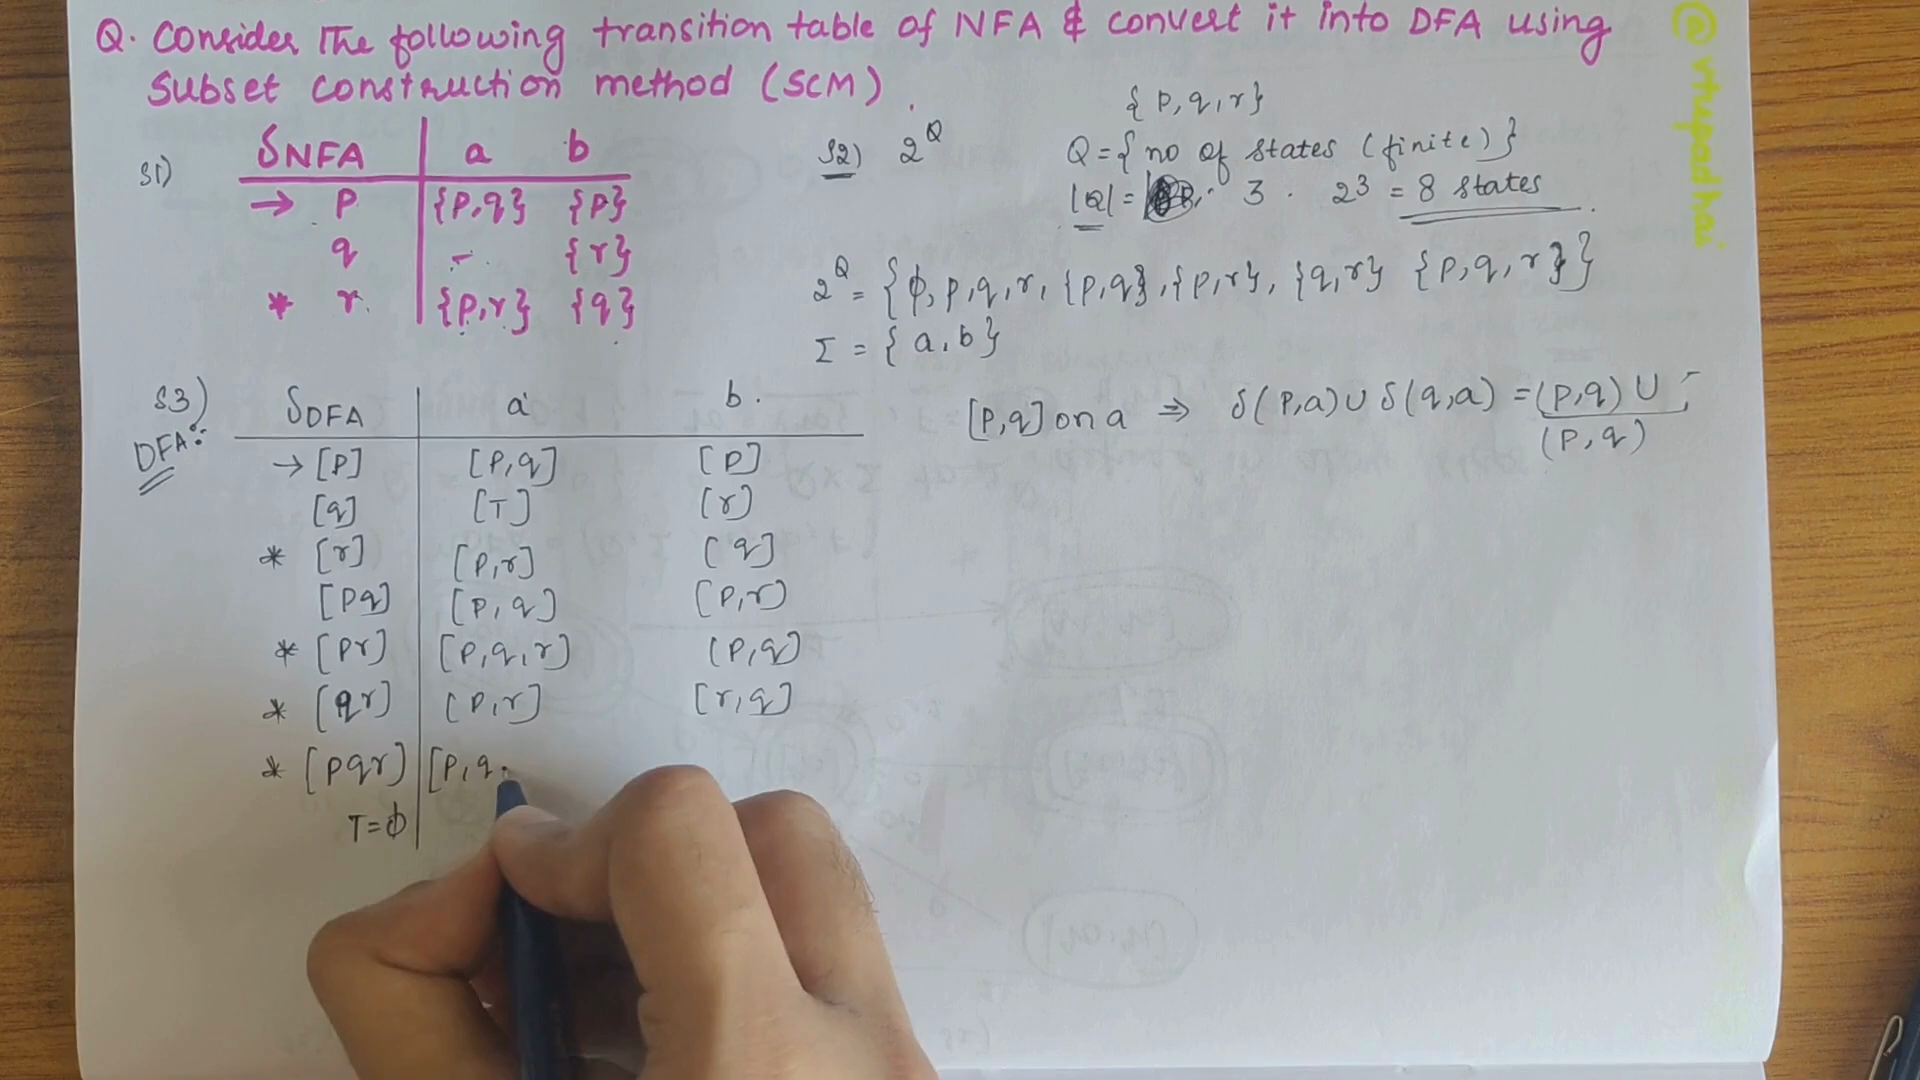 Q. Consider The following transition table of NFA & convert it into DFA using
Subset construction method (SCM).
S1)
δNFA a b
→ p {p,q} {p}
q - {r}
* r {p,r} {q}
S2) 2^Q
{p,q,r}
Q={no of states (finite)}
|Q|= 3 . 2^3 = 8 states
2^Q = {ϕ, p,q,r, {p,q},{p,r}, {q,r} {p,q,r}}
Σ = {a,b}
S3)
DFA:
δDFA a b.
→ [p] [p,q] [p]
[q] [T] [r)
* [r] [p,r] [q]
[pq] [p,q] [p,r)
* [pr] [p,q,r] (p,q]
* [qr] [p,r] [r,q]
* [pqr] [p,q
T=ϕ
[p,q] on a ⇒ δ(p,a)∪δ(q,a) =(p,q) ∪ -
(p,q)
@vtupadhai